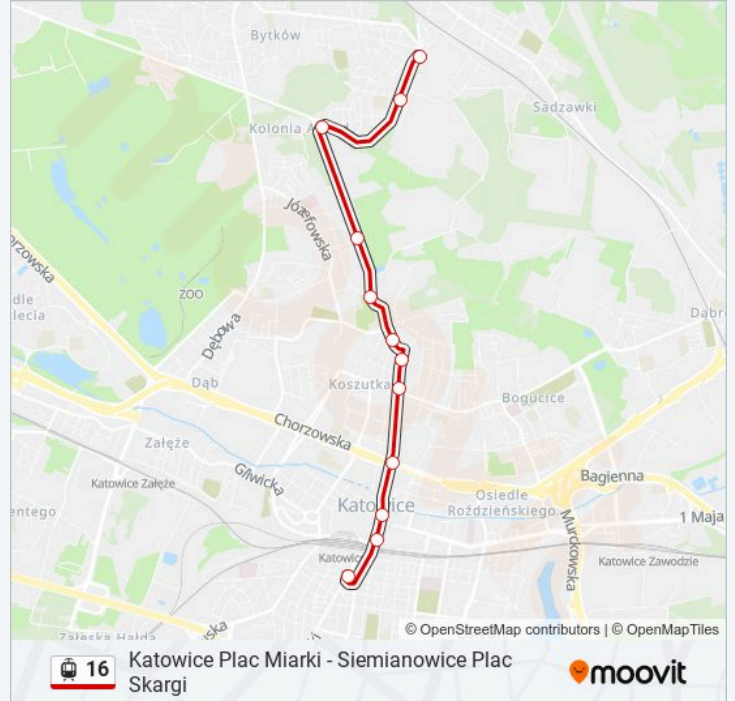 Bytków
Sadzawki
Kolonia A
Józefowska
orzowska
ZOO
dle
lecia
Dąbro
Dębowa
Dąb
Koszutka
Bogucice
Chorzowska
Załęże
Gliwicka
Bagienna
Katowice Załęże
Osiedle
Roździeńskiego
Katowice
entego
Murckowska
1 Maja
Katowic
Katowice Zawodzie
Załęska Hałda
© OpenStreetMap contributors | © OpenMapTiles
16
Katowice Plac Miarki - Siemianowice Plac
Skargi
moovit